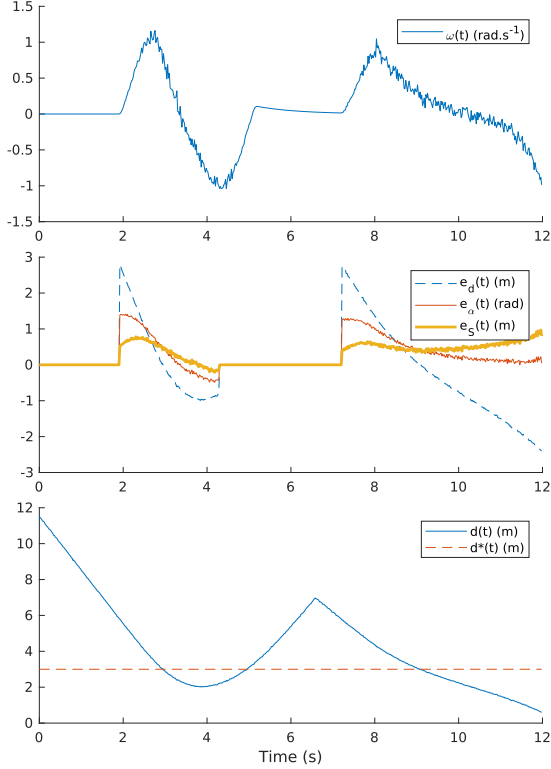 1.5
1
0.5
0
-0.5
-1
-1.5
0 2 4 6 8 10 12
ω(t) (rad.s⁻¹)
3
2
1
0
-1
-2
-3
0 2 4 6 8 10 12
e_d(t) (m)
e_α(t) (rad)
e_S(t) (m)
12
10
8
6
4
2
0
0 2 4 6 8 10 12
d(t) (m)
d*(t) (m)
Time (s)